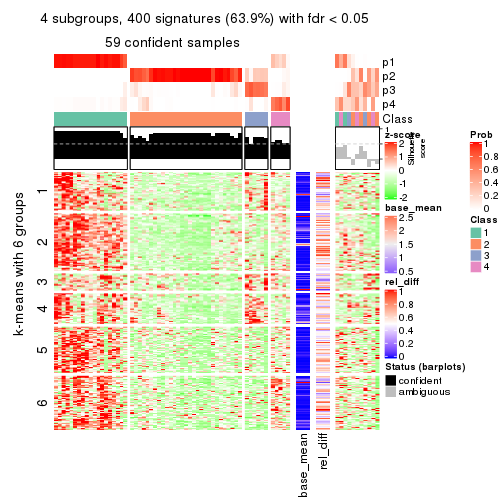 4 subgroups, 400 signatures (63.9%) with fdr < 0.05
59 confident samples
p1
p2
p3
p4
Class
1
Silhouette
score
k-means with 6 groups
1
2
3
4
5
6
base_mean
rel_diff
z-score
2
1
0
-1
-2
base_mean
2.5
1.5
0.5
rel_diff
1
0.8
0.6
0.4
0.2
0
Status (barplots)
confident
ambiguous
Prob
1
0.8
0.6
0.4
0.2
0
Class
1
2
3
4